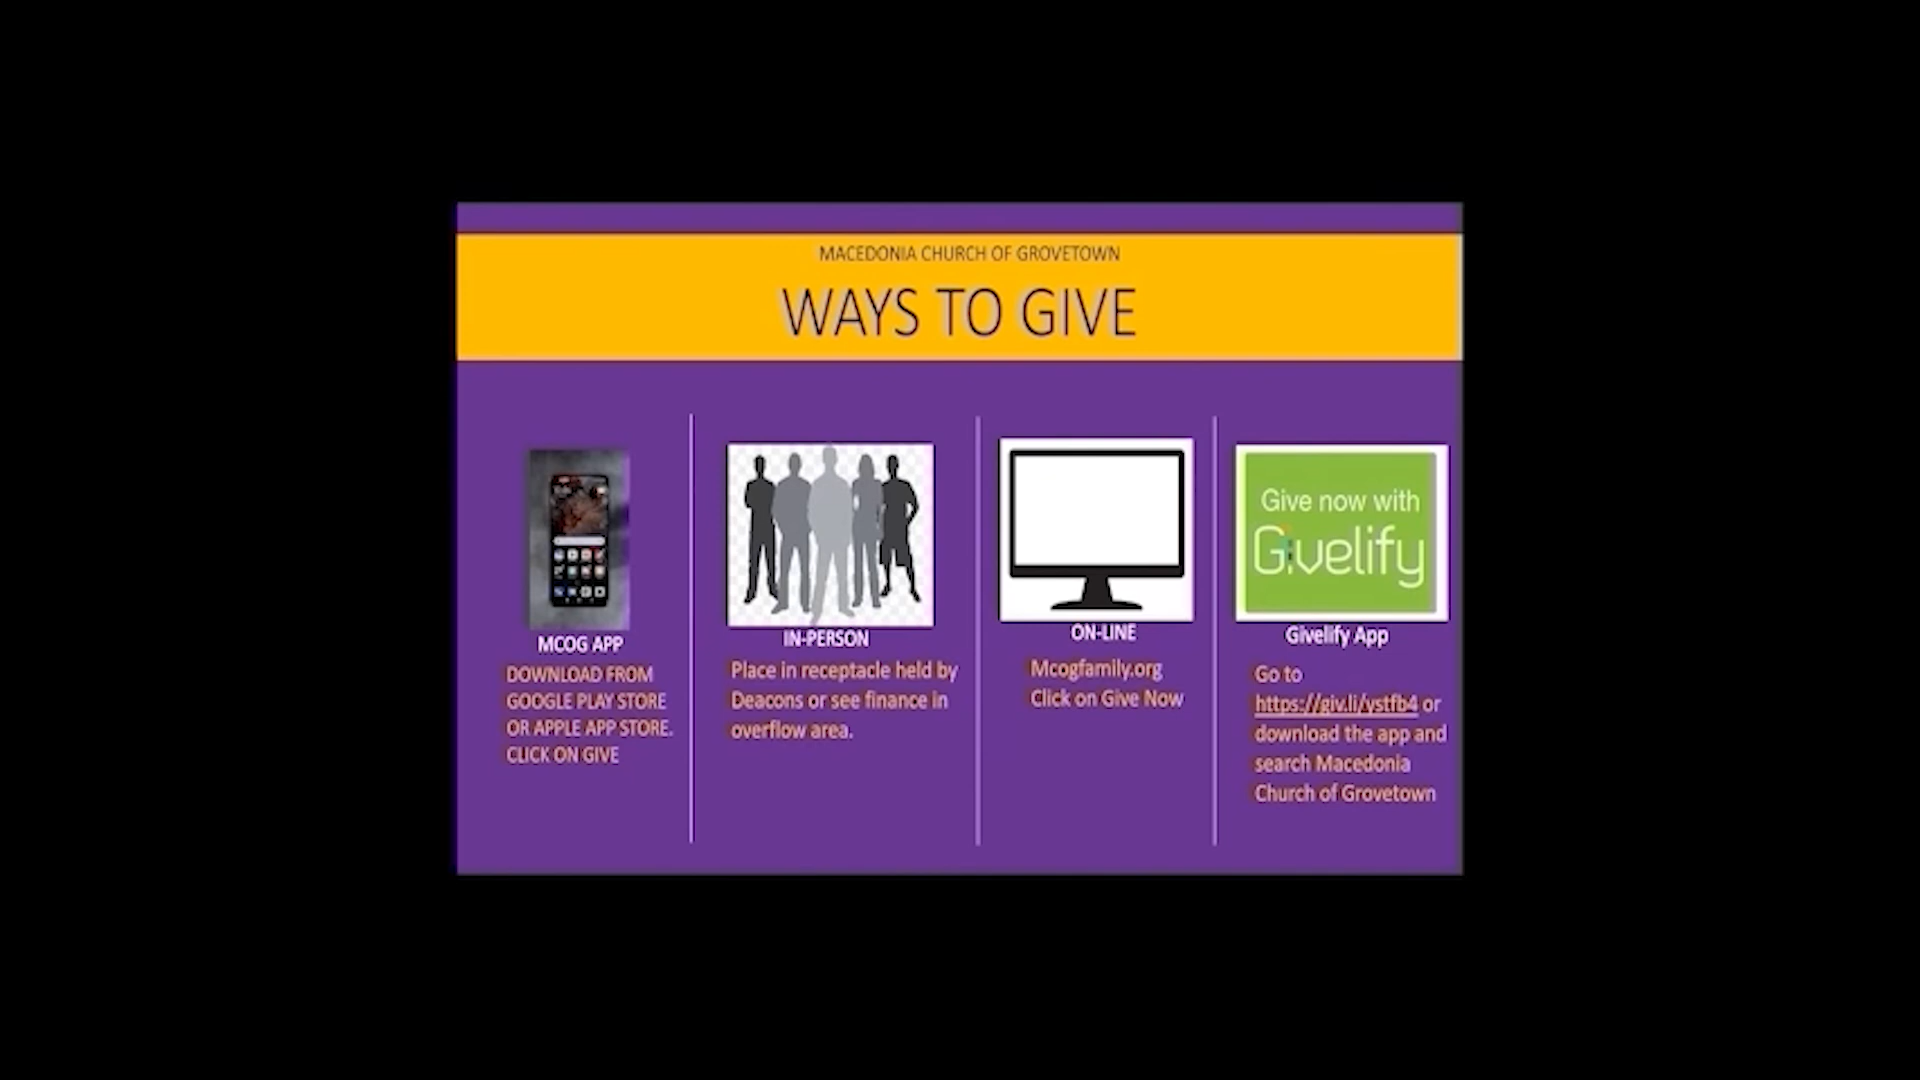 MACEDONIA CHURCH OF GROVETOWN
WAYS TO GIVE
MCOG APP
DOWNLOAD FROM
GOOGLE PLAY STORE
OR APPLE APP STORE.
CLICK ON GIVE
IN-PERSON
Place in receptacle held by
Deacons or see finance in
overflow area.
ON-LINE
Mcogfamily.org
Click on Give Now
Give now with
Givelify
Givelify App
Go to
https://giv.li/vstfb4 or
download the app and
search Macedonia
Church of Grovetown